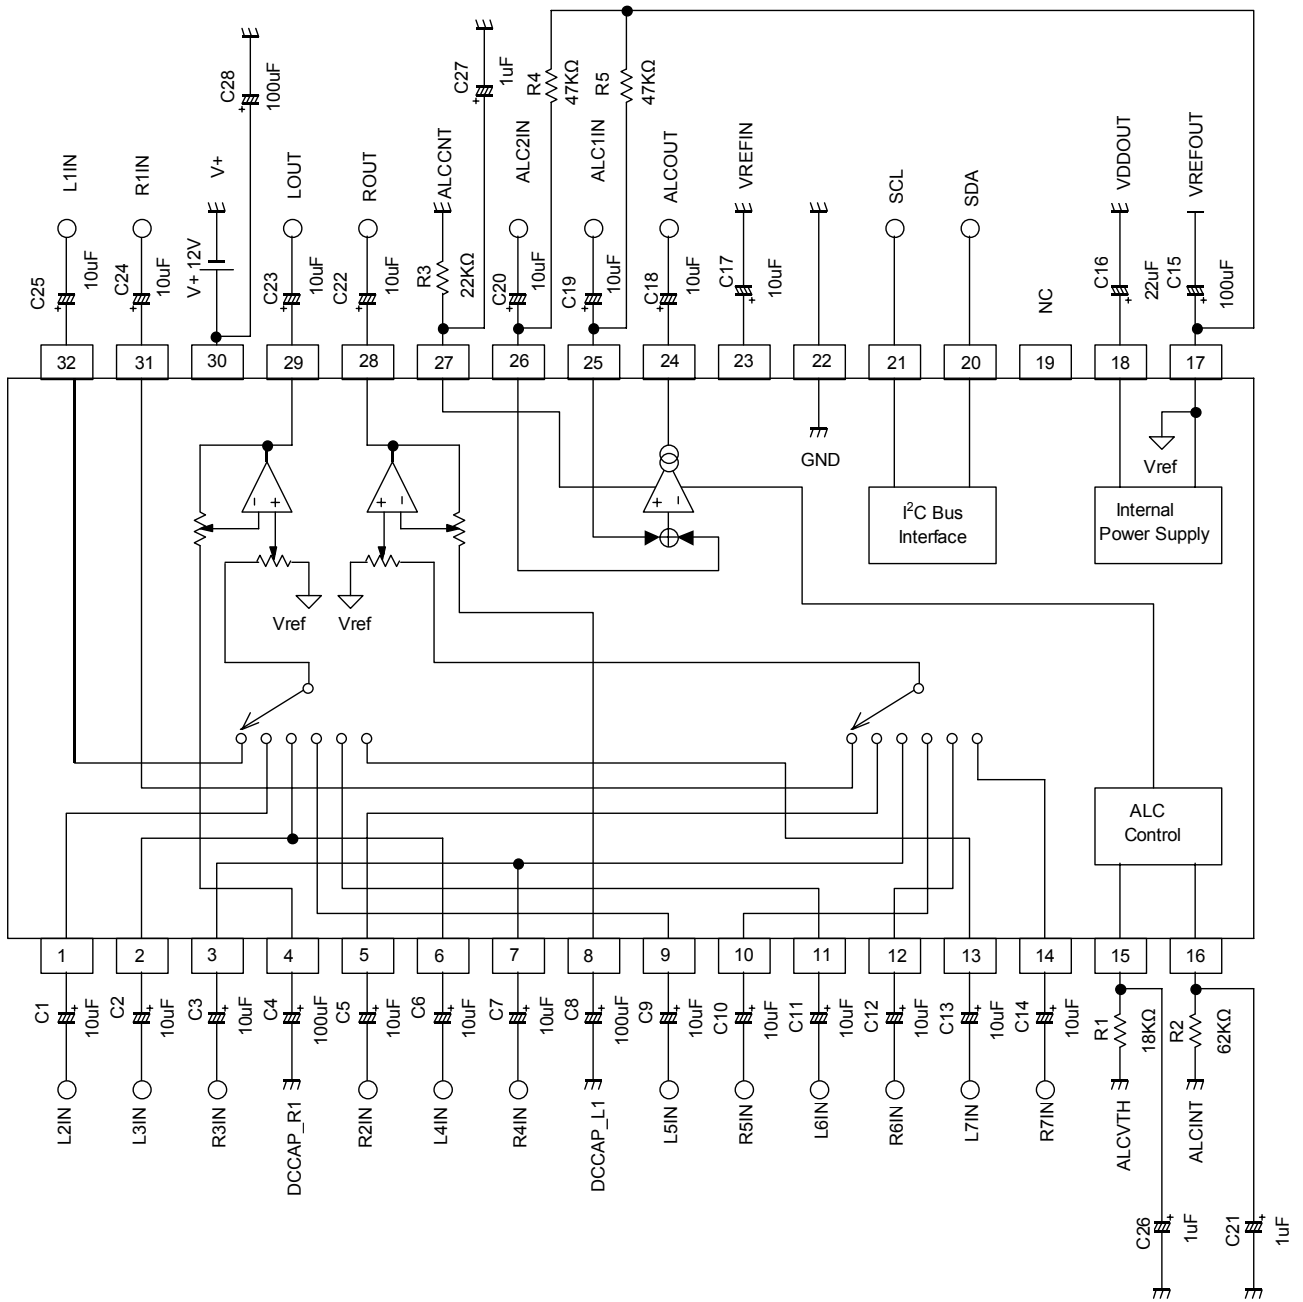 C28
100uF
C27
1uF
R4
47KΩ
R5
47KΩ
L1IN
R1IN
V+
LOUT
ROUT
ALCCNT
ALC2IN
ALC1IN
ALCOUT
VREFIN
SCL
SDA
VDDOUT
VREFOUT
C25
10uF
C24
10uF
V+ 12V
C23
10uF
C22
10uF
R3
22KΩ
C20
10uF
C19
10uF
C18
10uF
C17
10uF
NC
C16
22uF
C15
100uF
32
31
30
29
28
27
26
25
24
23
22
21
20
19
18
17
GND
Vref
I²C Bus
Interface
Internal
Power Supply
Vref
Vref
ALC
Control
1
2
3
4
5
6
7
8
9
10
11
12
13
14
15
16
C1
10uF
C2
10uF
C3
10uF
C4
100uF
C5
10uF
C6
10uF
C7
10uF
C8
100uF
C9
10uF
C10
10uF
C11
10uF
C12
10uF
C13
10uF
C14
10uF
R1
18KΩ
R2
62KΩ
L2IN
L3IN
R3IN
DCCAP_R1
R2IN
L4IN
R4IN
DCCAP_L1
L5IN
R5IN
L6IN
R6IN
L7IN
R7IN
ALCVTH
ALCINT
C26
1uF
C21
1uF